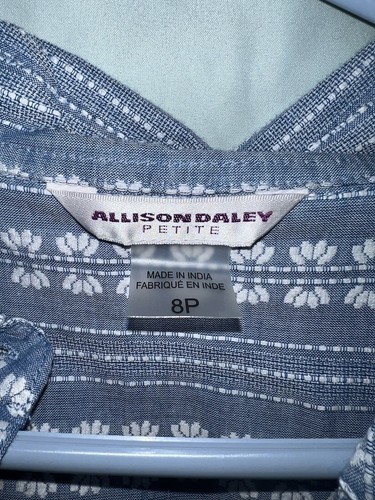 ALLISON DALEY
PETITE
MADE IN INDIA
FABRIQUÉ EN INDE
8P